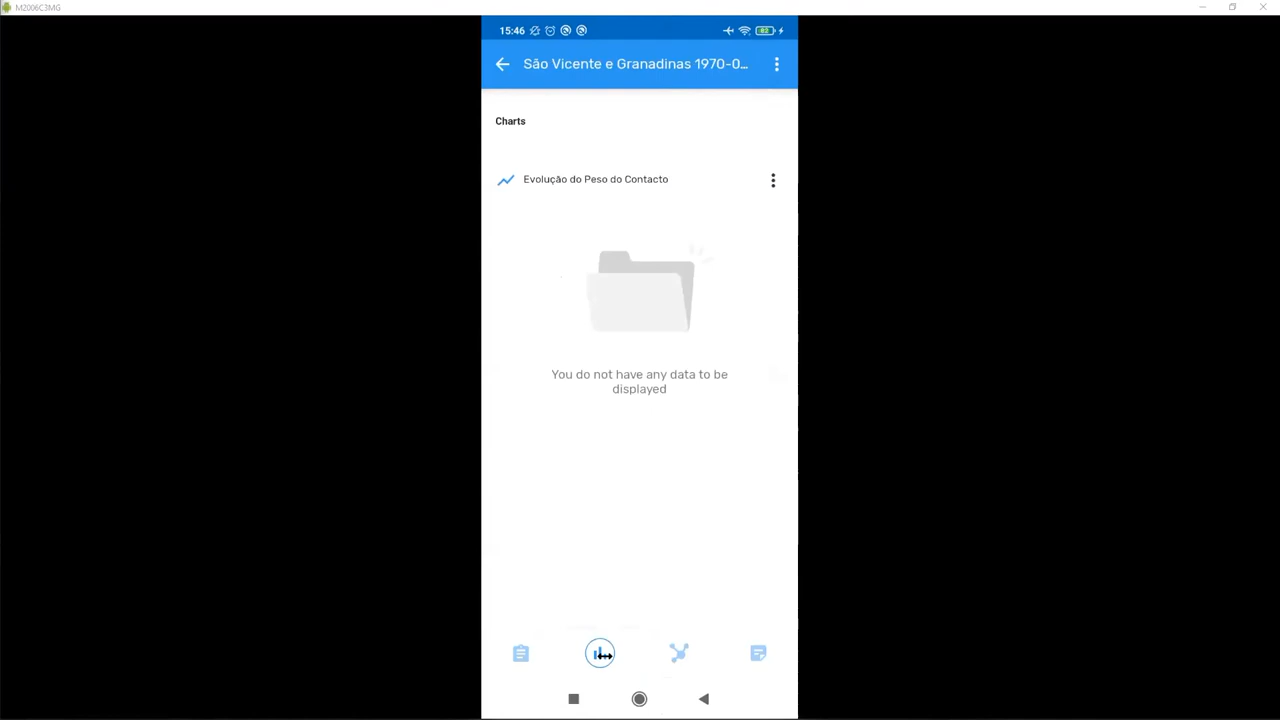 M2006C3MG
15:46
82
São Vicente e Granadinas 1970-0...
Charts
Evolução do Peso do Contacto
You do not have any data to be
displayed